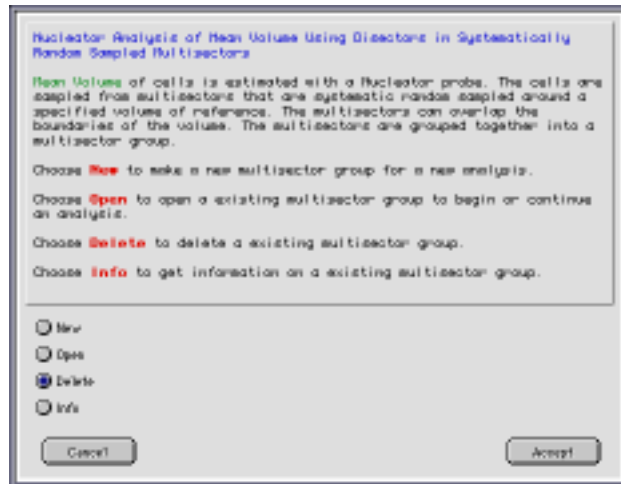 Nucleator Analysis of Mean Volume Using Disectors in Systematically
Random Sampled Multisectors
Mean Volume of cells is estimated with a Nucleator probe. The cells are
sampled from multisectors that are systematic random sampled around a
specified volume of reference. The multisectors can overlap the
boundaries of the volume. The multisectors are grouped together into a
multisector group.
Choose New to make a new multisector group for a new analysis.
Choose Open to open a existing multisector group to begin or continue
an analysis.
Choose Delete to delete a existing multisector group.
Choose Info to get information on a existing multisector group.
New
Open
Delete
Info
Cancel
Accept